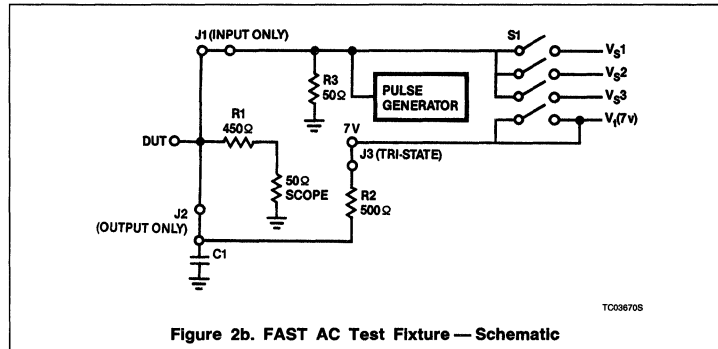 J1 (INPUT ONLY)
S1
VS1
VS2
VS3
Vt(7v)
R3
50Ω
PULSE
GENERATOR
R1
450Ω
7V
J3 (TRI-STATE)
DUT
50Ω
SCOPE
R2
500Ω
J2
(OUTPUT ONLY)
C1
TC03670S
Figure 2b. FAST AC Test Fixture — Schematic